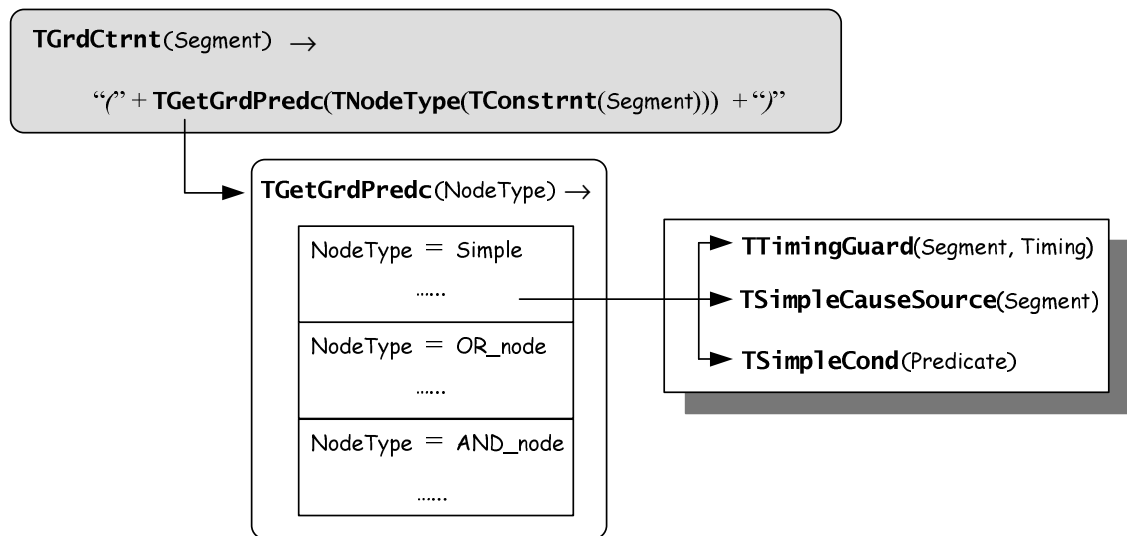 TGrdCtrnt(Segment) →
“(” + TGetGrdPredc(TNodeType(TConstrnt(Segment))) + “)”
TGetGrdPredc(NodeType) →
NodeType = Simple
……
NodeType = OR_node
……
NodeType = AND_node
……
TTimingGuard(Segment, Timing)
TSimpleCauseSource(Segment)
TSimpleCond(Predicate)